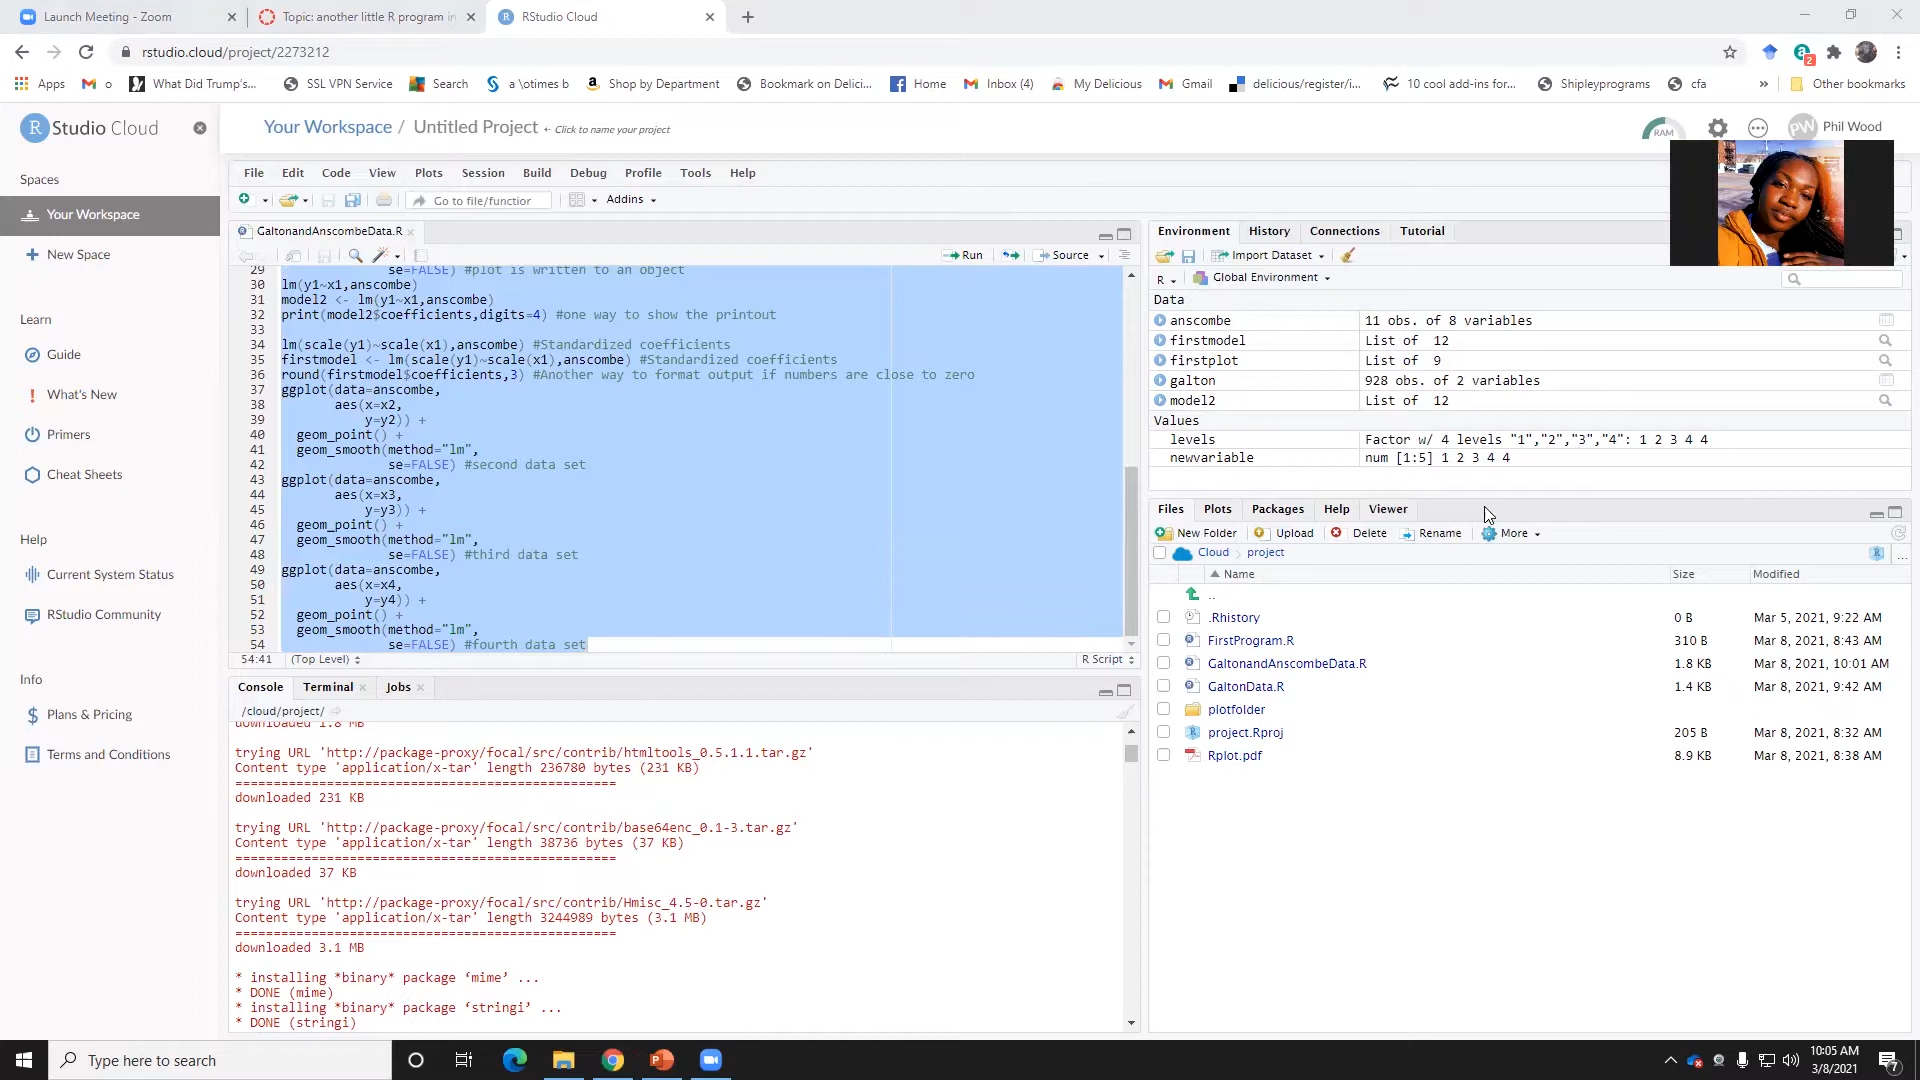 Launch Meeting - Zoom
Topic: another little R program in
RStudio Cloud
rstudio.cloud/project/2273212
Apps
o
What Did Trump's...
SSL VPN Service
Search
a \otimes b
Shop by Department
Bookmark on Delici...
Home
Inbox (4)
My Delicious
Gmail
delicious/register/i...
10 cool add-ins for...
Shipleyprograms
cfa
»
Other bookmarks
R Studio Cloud
Your Workspace / Untitled Project
Click to name your project
RAM
PW
Phil Wood
Spaces
Your Workspace
New Space
Learn
Guide
What's New
Primers
Cheat Sheets
Help
Current System Status
RStudio Community
Info
Plans & Pricing
Terms and Conditions
File Edit Code View Plots Session Build Debug Profile Tools Help
Go to file/functior
Addins
GaltonandAnscombeData.R
Run
Source
29 se=FALSE) #plot is written to an object
30 lm(y1~x1,anscombe)
31 model2 <- lm(y1~x1,anscombe)
32 print(model2$coefficients,digits=4) #one way to show the printout
33
34 lm(scale(y1)~scale(x1),anscombe) #Standardized coefficients
35 firstmodel <- lm(scale(y1)~scale(x1),anscombe) #Standardized coefficients
36 round(firstmodel$coefficients,3) #Another way to format output if numbers are close to zero
37 ggplot(data=anscombe,
38 aes(x=x2,
39 y=y2)) +
40 geom_point() +
41 geom_smooth(method="lm",
42 se=FALSE) #second data set
43 ggplot(data=anscombe,
44 aes(x=x3,
45 y=y3)) +
46 geom_point() +
47 geom_smooth(method="lm",
48 se=FALSE) #third data set
49 ggplot(data=anscombe,
50 aes(x=x4,
51 y=y4)) +
52 geom_point() +
53 geom_smooth(method="lm",
54 se=FALSE) #fourth data set
54:41 (Top Level)
R Script
Console Terminal Jobs
/cloud/project/
downloaded 1.8 MB
trying URL 'http://package-proxy/focal/src/contrib/htmltools_0.5.1.1.tar.gz'
Content type 'application/x-tar' length 236780 bytes (231 KB)
==================================================
downloaded 231 KB
trying URL 'http://package-proxy/focal/src/contrib/base64enc_0.1-3.tar.gz'
Content type 'application/x-tar' length 38736 bytes (37 KB)
==================================================
downloaded 37 KB
trying URL 'http://package-proxy/focal/src/contrib/Hmisc_4.5-0.tar.gz'
Content type 'application/x-tar' length 3244989 bytes (3.1 MB)
==================================================
downloaded 3.1 MB
* installing *binary* package ‘mime’ ...
* DONE (mime)
* installing *binary* package ‘stringi’ ...
* DONE (stringi)
Environment History Connections Tutorial
Import Dataset
R
Global Environment
Data
anscombe 11 obs. of 8 variables
firstmodel List of 12
firstplot List of 9
galton 928 obs. of 2 variables
model2 List of 12
Values
levels Factor w/ 4 levels "1","2","3","4": 1 2 3 4 4
newvariable num [1:5] 1 2 3 4 4
Files Plots Packages Help Viewer
New Folder Upload Delete Rename More
Cloud project
Name Size Modified
..
.Rhistory 0 B Mar 5, 2021, 9:22 AM
FirstProgram.R 310 B Mar 8, 2021, 8:43 AM
GaltonandAnscombeData.R 1.8 KB Mar 8, 2021, 10:01 AM
GaltonData.R 1.4 KB Mar 8, 2021, 9:42 AM
plotfolder
project.Rproj 205 B Mar 8, 2021, 8:32 AM
Rplot.pdf 8.9 KB Mar 8, 2021, 8:38 AM
Type here to search
10:05 AM
3/8/2021
7